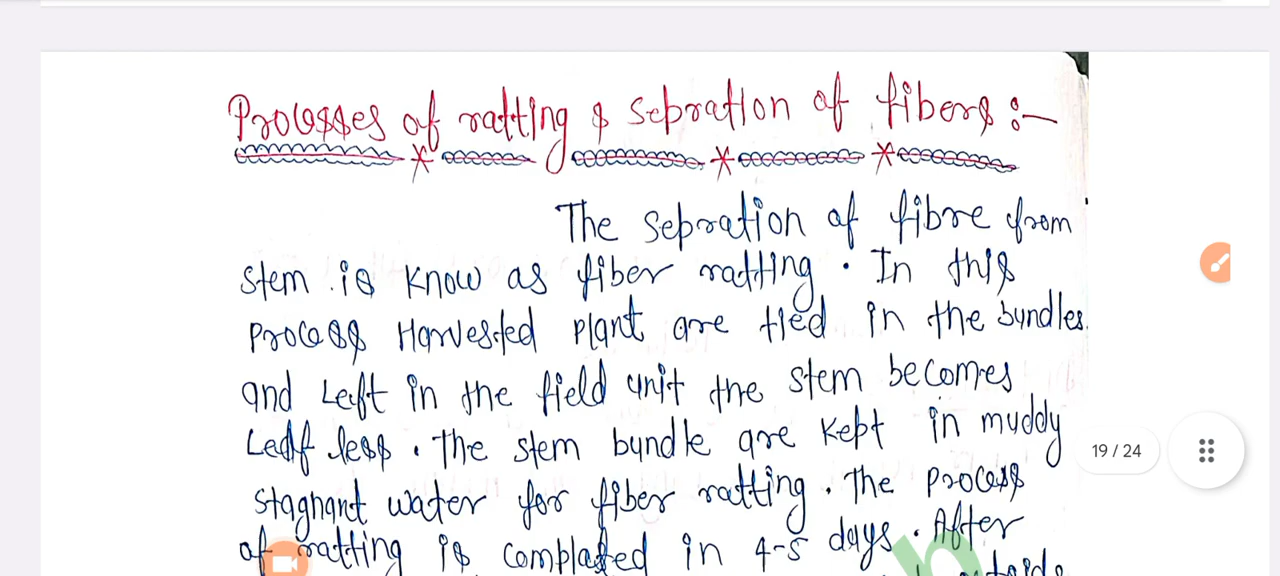 Processes of ratting & sepration of fibers :-
The sepration of fibre from
stem is know as fiber ratting. In this
process Harvested plant are tied in the bundles
and Left in the field unit the stem becomes
Leaf less. The stem bundle are kept in muddy
stagnant water for fiber ratting. The process
19 / 24
of ratting is complated in 4-5 days. After